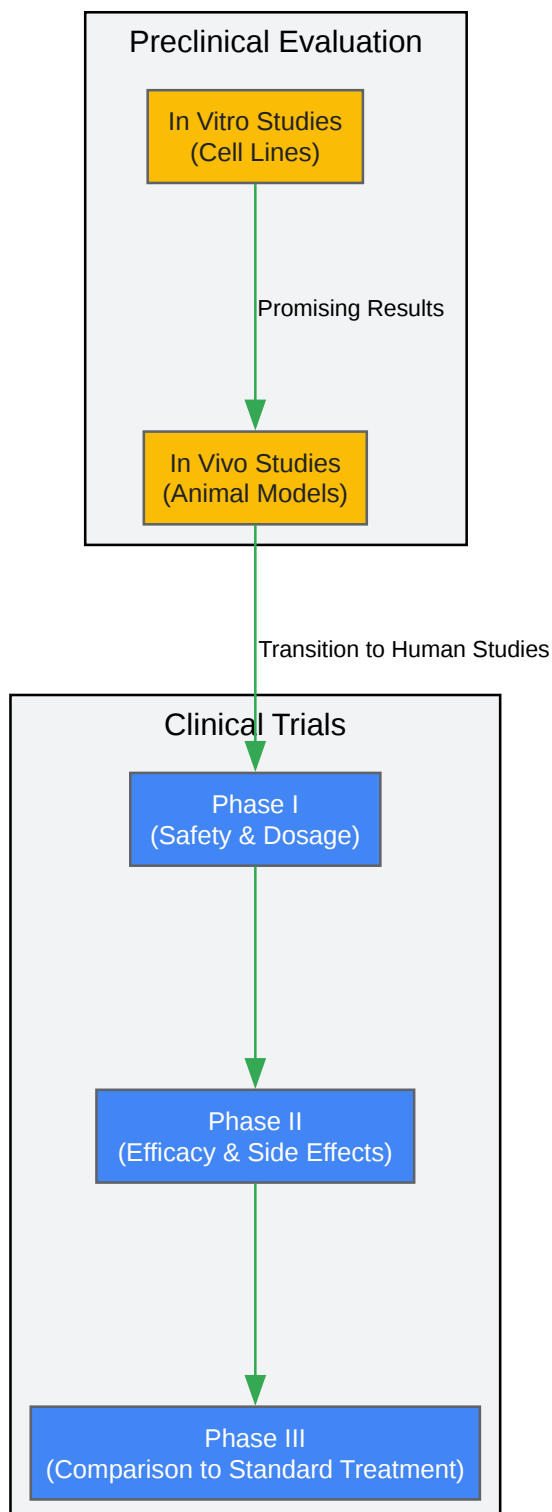 Preclinical Evaluation
In Vitro Studies
(Cell Lines)
Promising Results
In Vivo Studies
(Animal Models)
Transition to Human Studies
Clinical Trials
Phase I
(Safety & Dosage)
Phase II
(Efficacy & Side Effects)
Phase III
(Comparison to Standard Treatment)